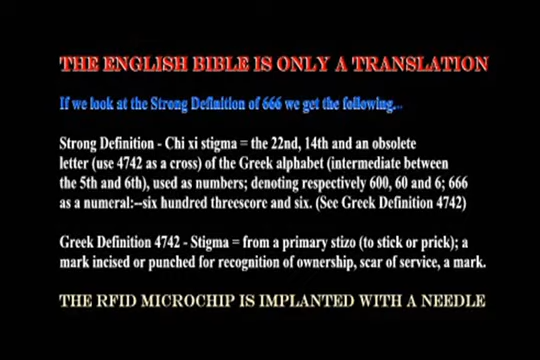 THE ENGLISH BIBLE IS ONLY A TRANSLATION
If we look at the Strong Definition of 666 we get the following...
Strong Definition - Chi xi stigma = the 22nd, 14th and an obsolete
letter (use 4742 as a cross) of the Greek alphabet (intermediate between
the 5th and 6th), used as numbers; denoting respectively 600, 60 and 6; 666
as a numeral:--six hundred threescore and six. (See Greek Definition 4742)
Greek Definition 4742 - Stigma = from a primary stizo (to stick or prick); a
mark incised or punched for recognition of ownership, scar of service, a mark.
THE RFID MICROCHIP IS IMPLANTED WITH A NEEDLE